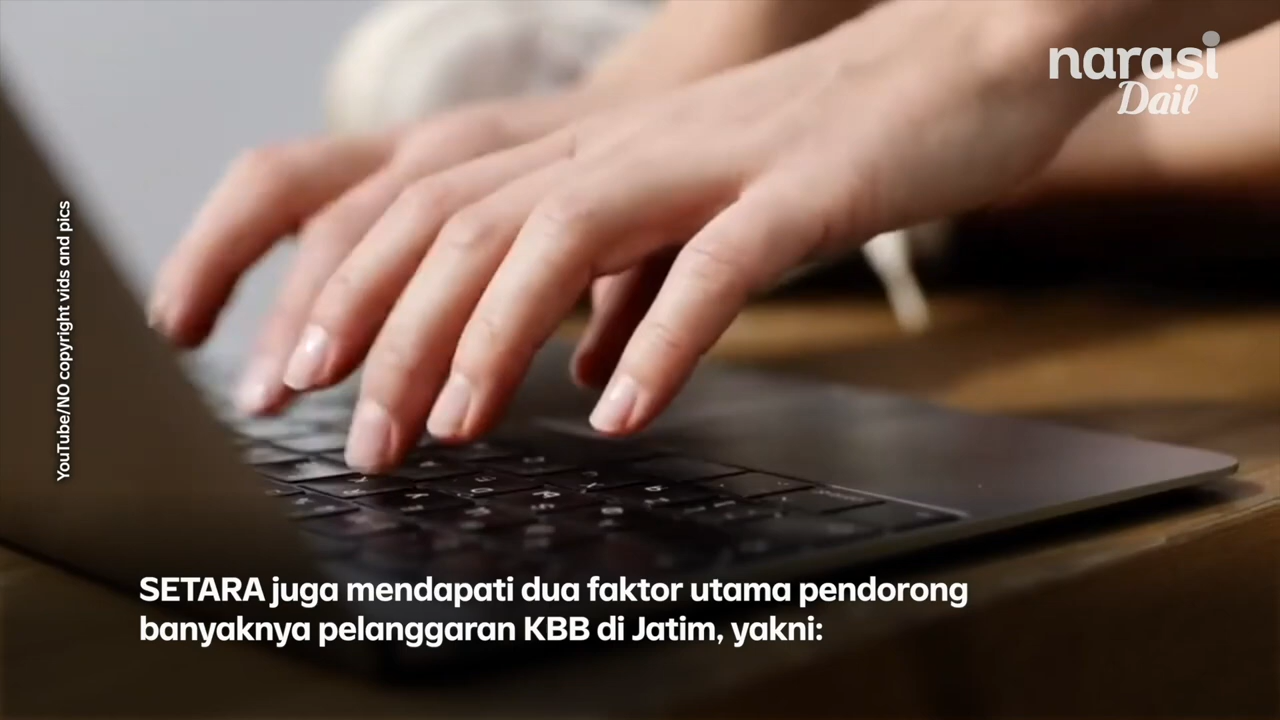 narasi
Dail
YouTube/NO copyright vids and pics
SETARA juga mendapati dua faktor utama pendorong
banyaknya pelanggaran KBB di Jatim, yakni: